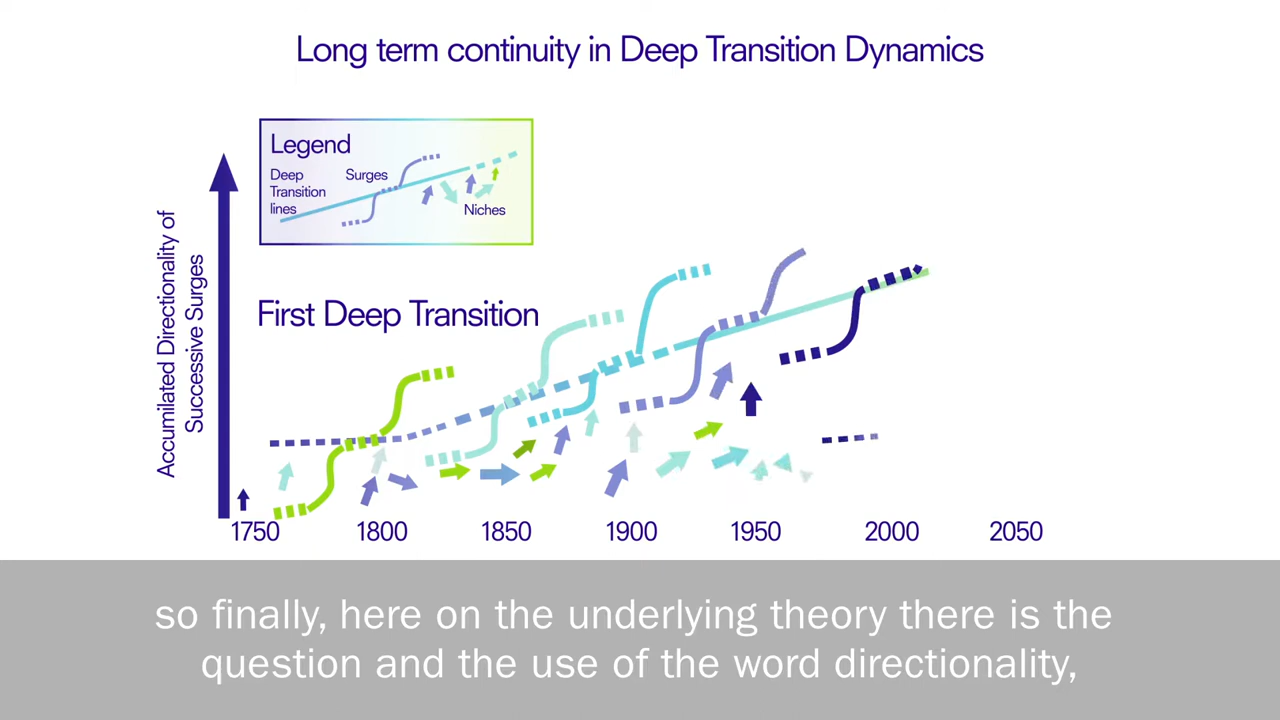 Long term continuity in Deep Transition Dynamics
Legend
Deep
Transition
lines
Surges
Niches
Accumilated Directionality of
Successive Surges
First Deep Transition
1750 1800 1850 1900 1950 2000 2050
so finally, here on the underlying theory there is the
question and the use of the word directionality,